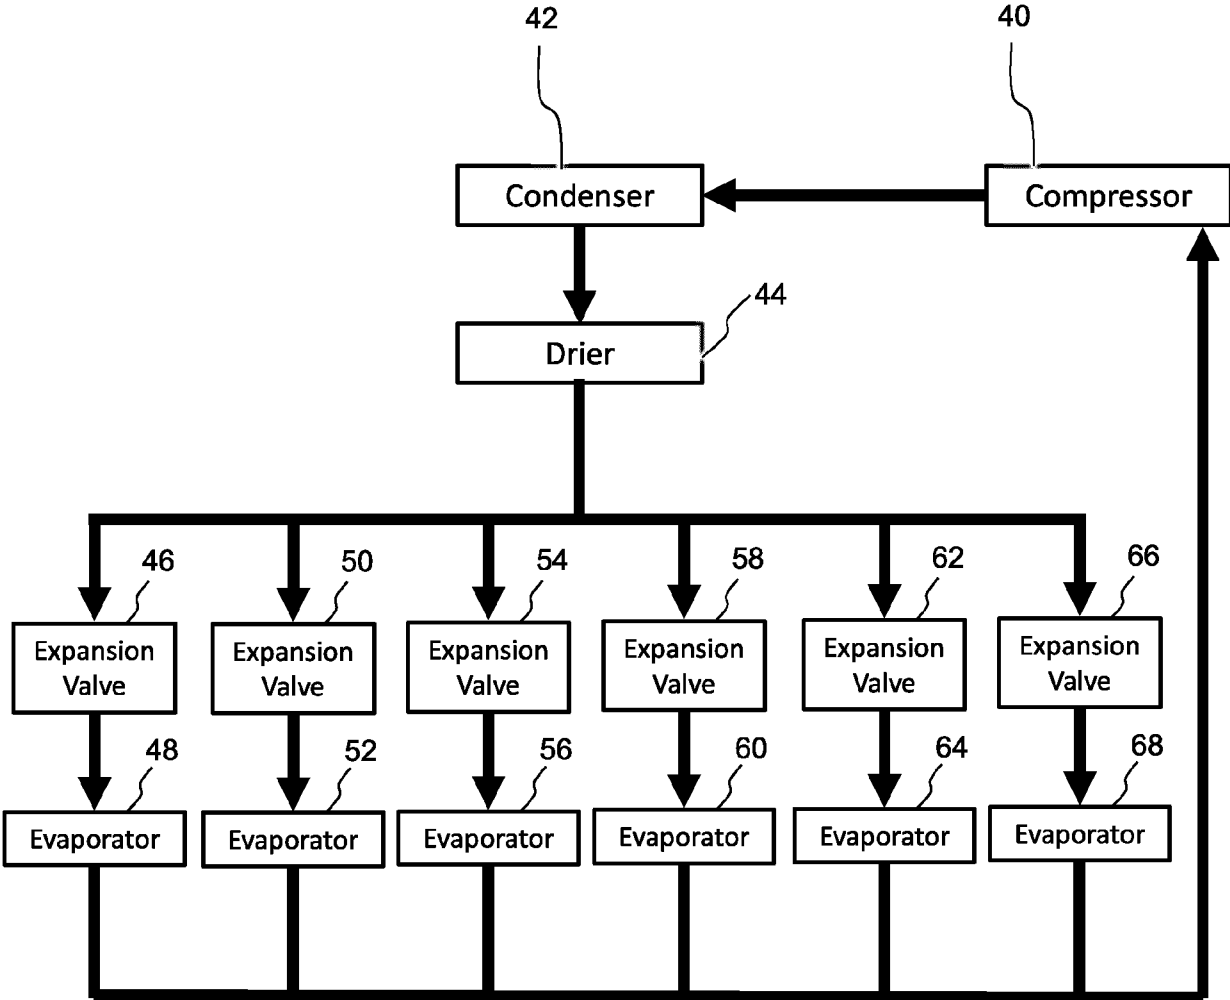 42
40
Condenser
Compressor
44
Drier
46
50
54
58
62
66
Expansion
Valve
Expansion
Valve
Expansion
Valve
Expansion
Valve
Expansion
Valve
Expansion
Valve
48
52
56
60
64
68
Evaporator
Evaporator
Evaporator
Evaporator
Evaporator
Evaporator